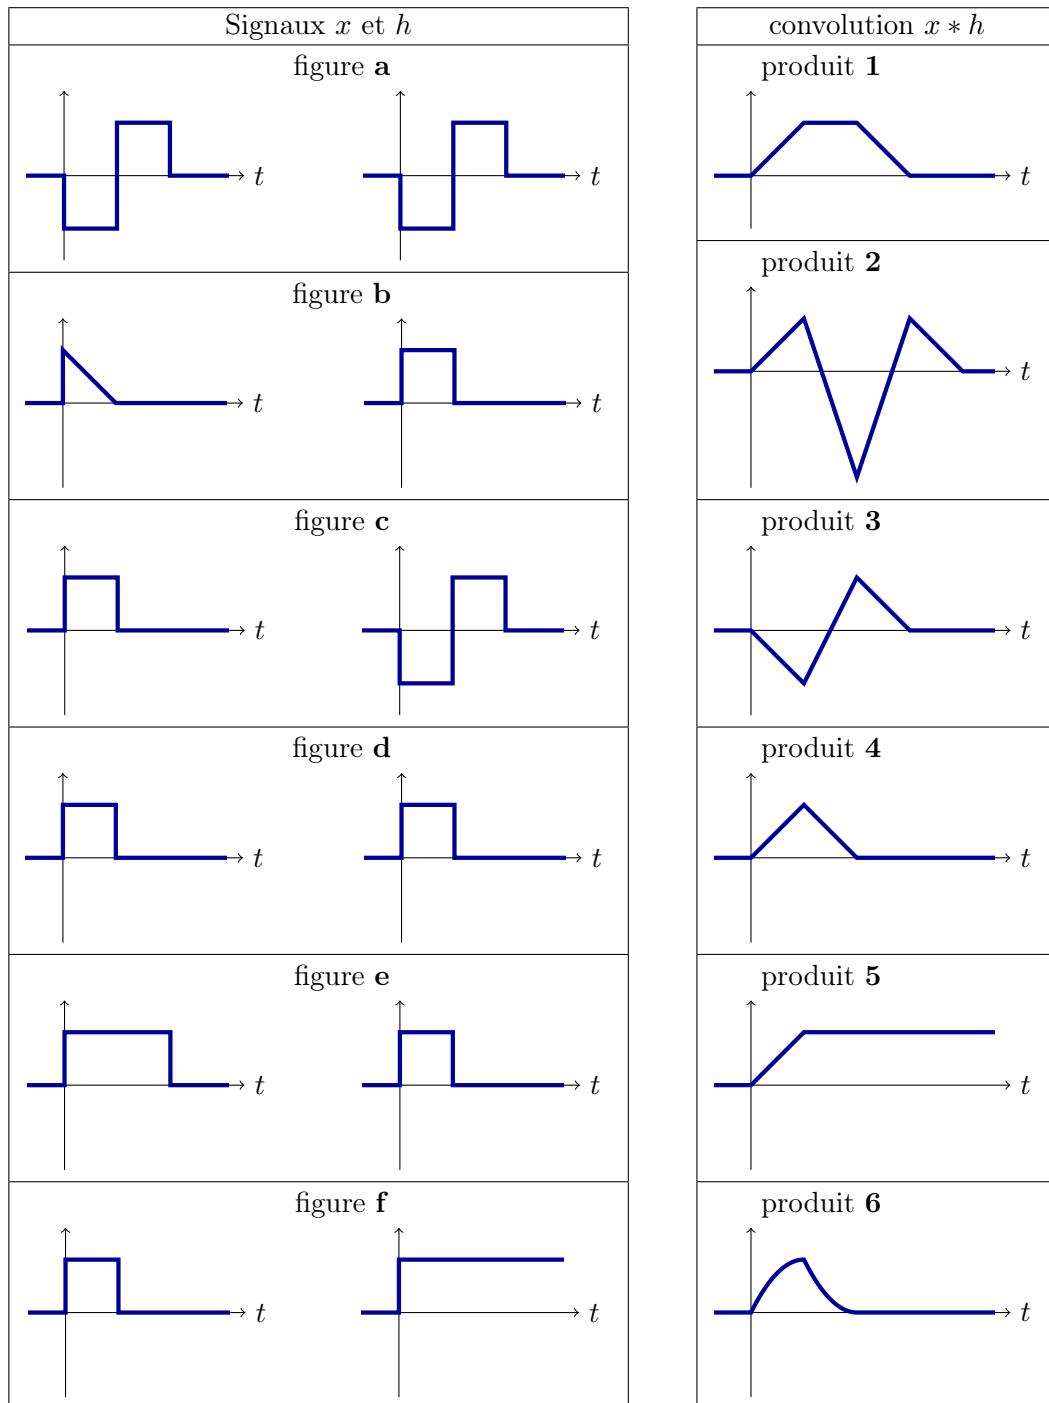 Signaux x et h
figure a
t t
figure b
t t
figure c
t t
figure d
t t
figure e
t t
figure f
t t
convolution x ∗ h
produit 1
t
produit 2
t
produit 3
t
produit 4
t
produit 5
t
produit 6
t